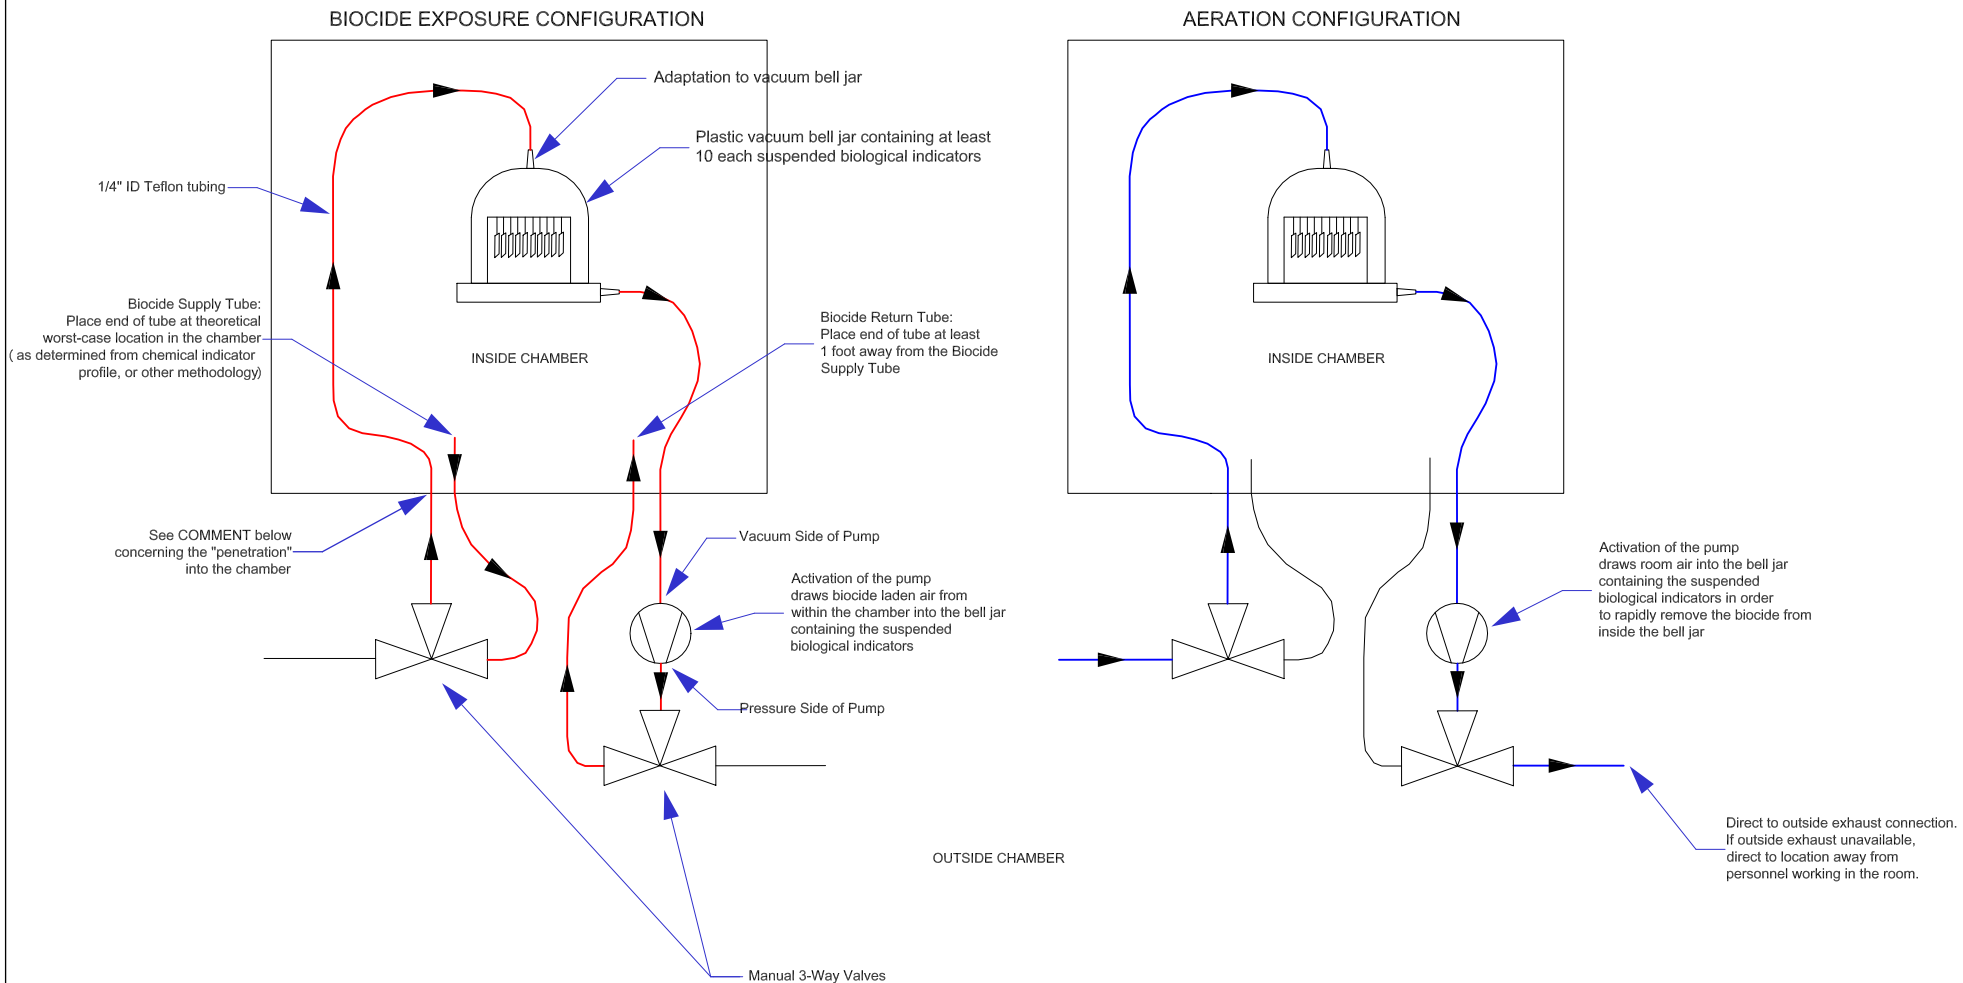 BIOCIDE EXPOSURE CONFIGURATION
Adaptation to vacuum bell jar
Plastic vacuum bell jar containing at least
10 each suspended biological indicators
1/4" ID Teflon tubing
Biocide Supply Tube:
Place end of tube at theoretical
worst-case location in the chamber
( as determined from chemical indicator
profile, or other methodology)
INSIDE CHAMBER
Biocide Return Tube:
Place end of tube at least
1 foot away from the Biocide
Supply Tube
See COMMENT below
concerning the "penetration"
into the chamber
Vacuum Side of Pump
Activation of the pump
draws biocide laden air from
within the chamber into the bell jar
containing the suspended
biological indicators
Pressure Side of Pump
Manual 3-Way Valves
OUTSIDE CHAMBER
AERATION CONFIGURATION
INSIDE CHAMBER
Activation of the pump
draws room air into the bell jar
containing the suspended
biological indicators in order
to rapidly remove the biocide from
inside the bell jar
Direct to outside exhaust connection.
If outside exhaust unavailable,
direct to location away from
personnel working in the room.